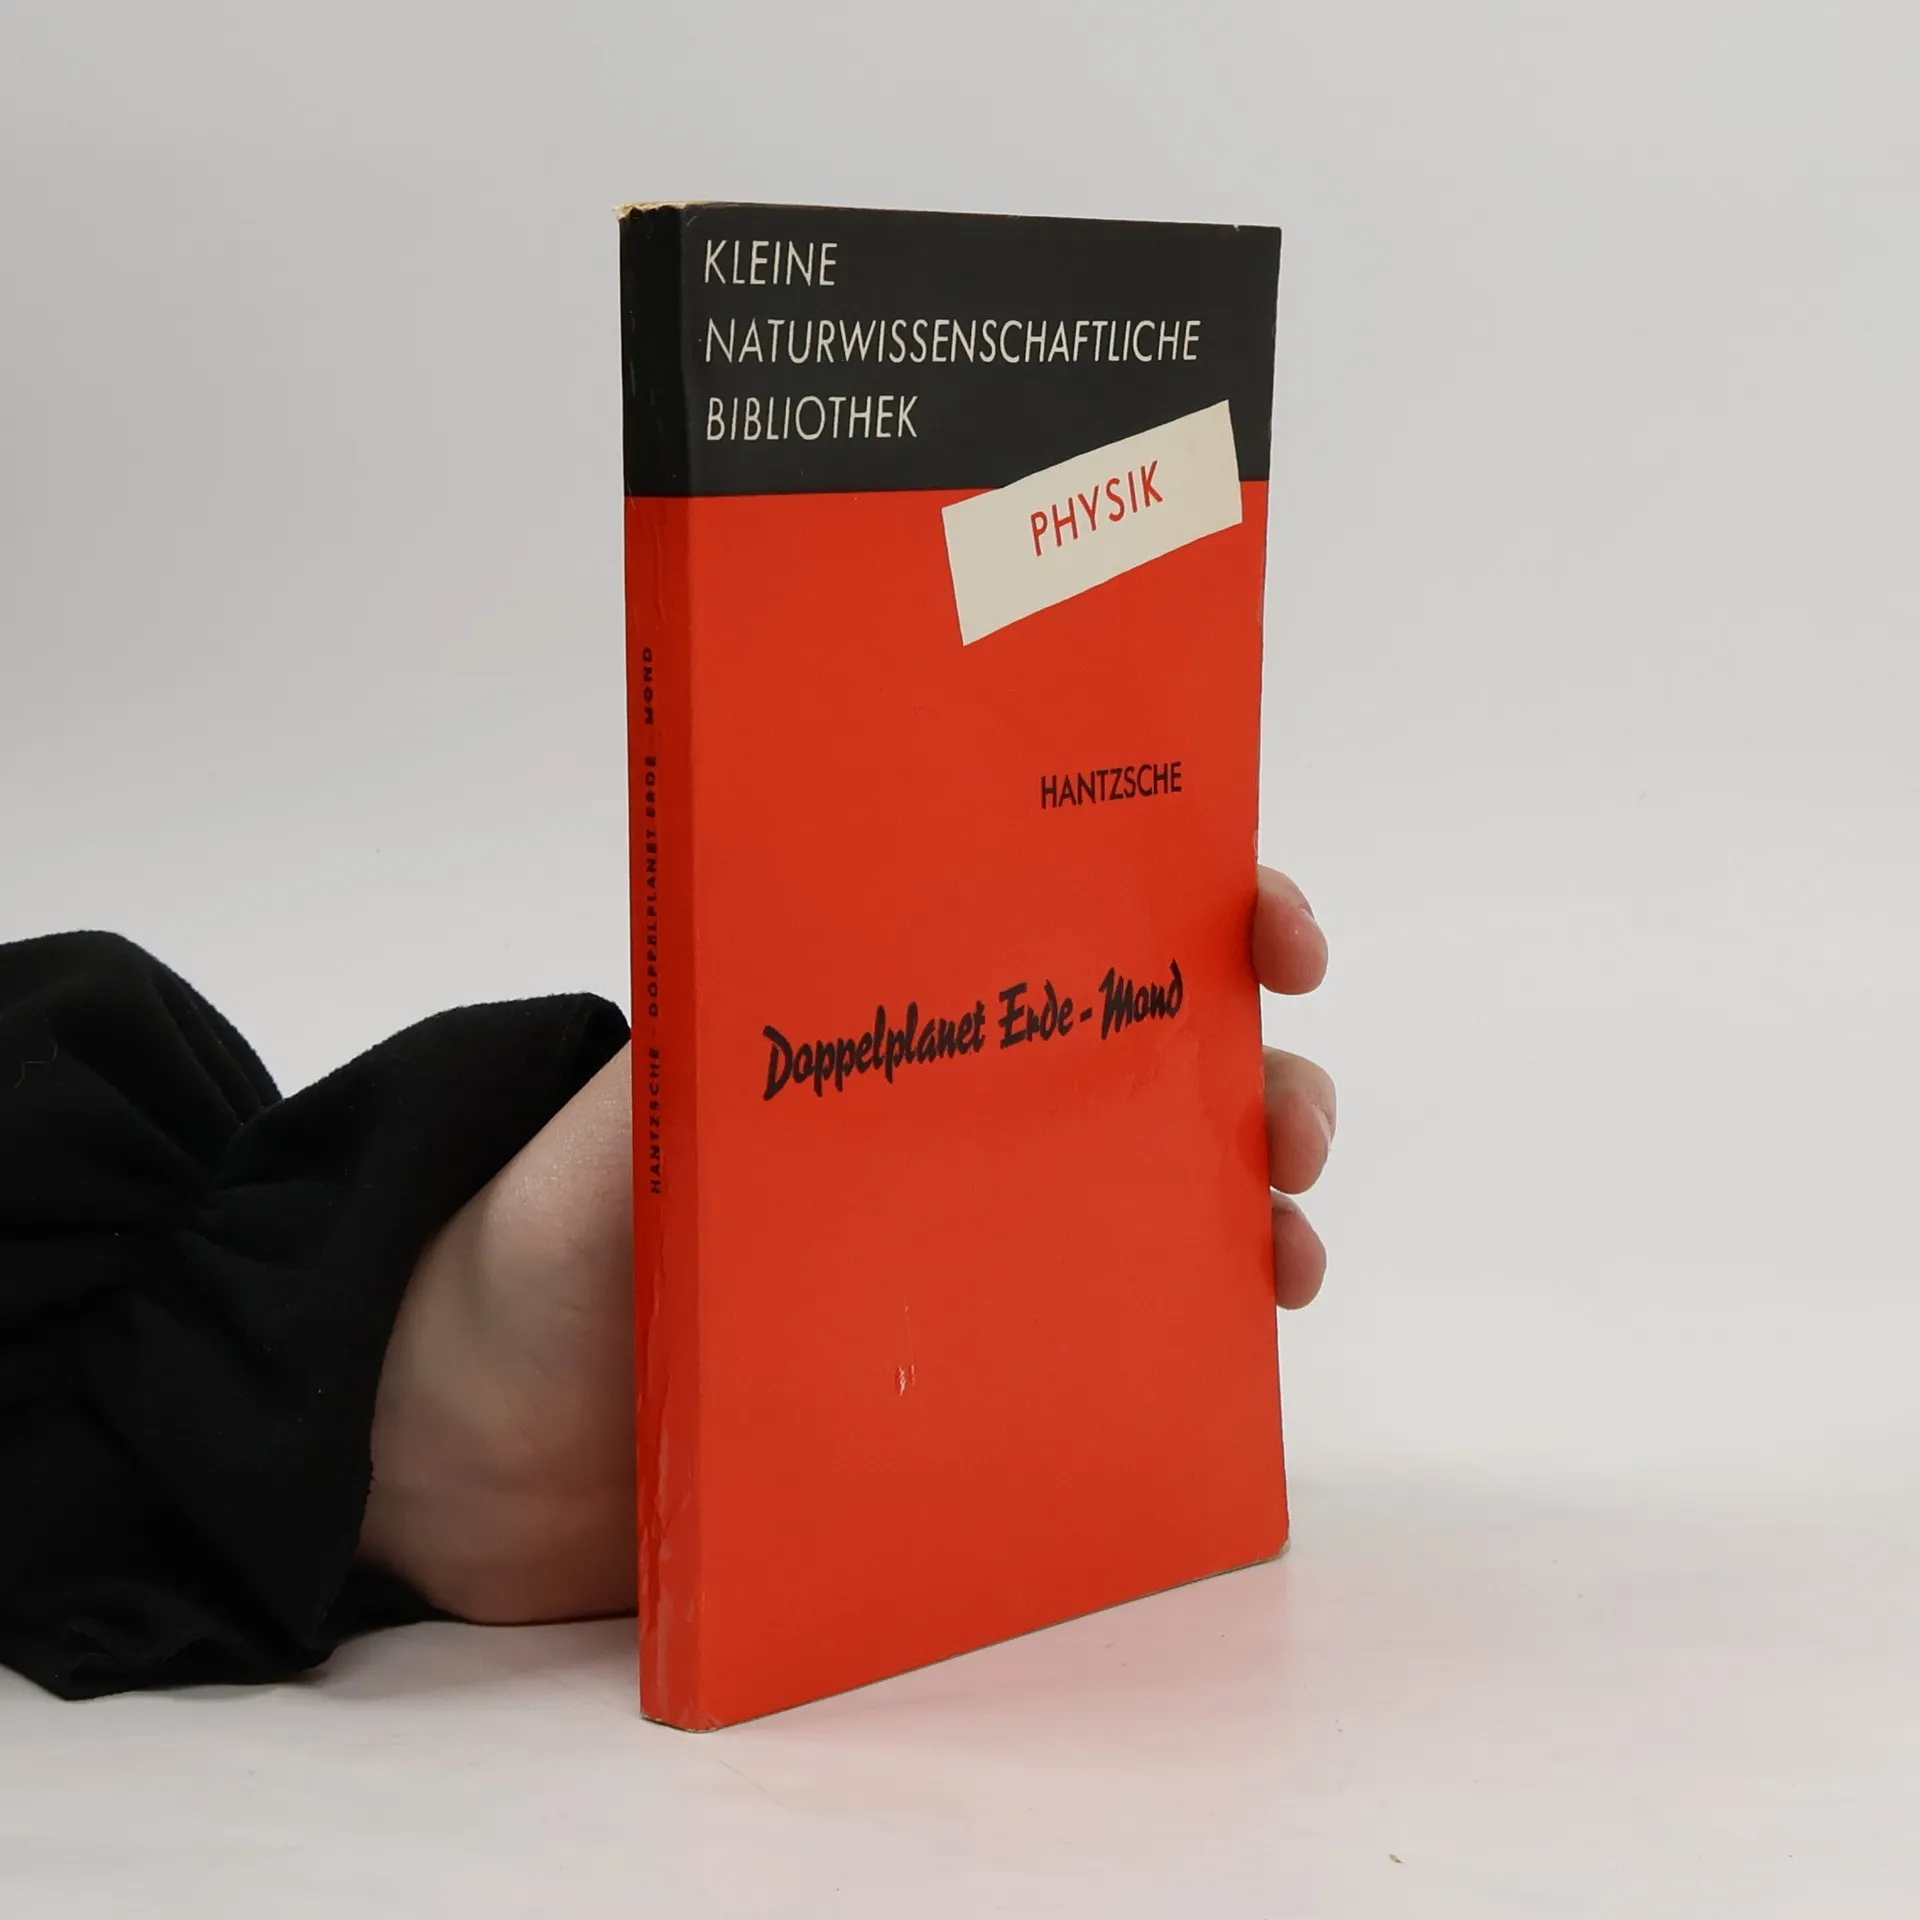 KLEINE
NATURWISSENSCHAFTLICHE
BIBLIOTHEK
PHYSIK
HANTZSCHE
Doppelplanet Erde - Mond
HANTZSCHE - DOPPELPLANET ERDE - MOND